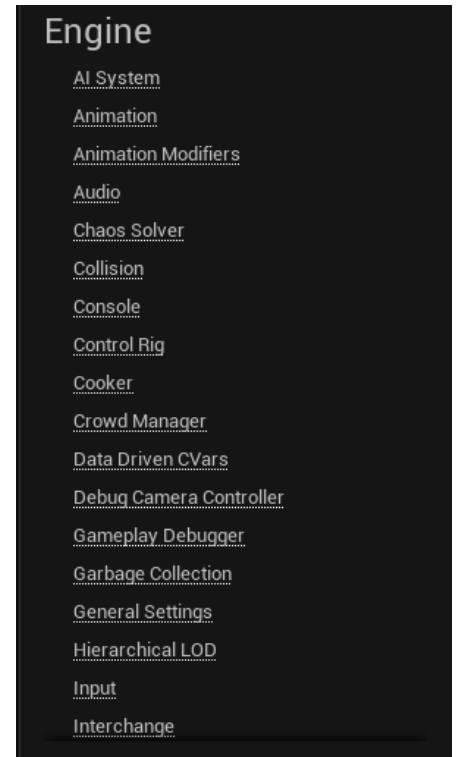 Engine
AI System
Animation
Animation Modifiers
Audio
Chaos Solver
Collision
Console
Control Rig
Cooker
Crowd Manager
Data Driven CVars
Debug Camera Controller
Gameplay Debugger
Garbage Collection
General Settings
Hierarchical LOD
Input
Interchange